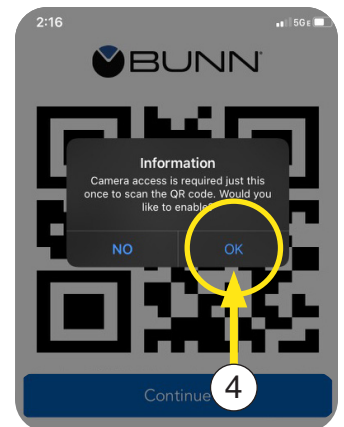 2:16
5G E
BUNN
Information
Camera access is required just this
once to scan the QR code. Would you
like to enable
NO
OK
Continue
4